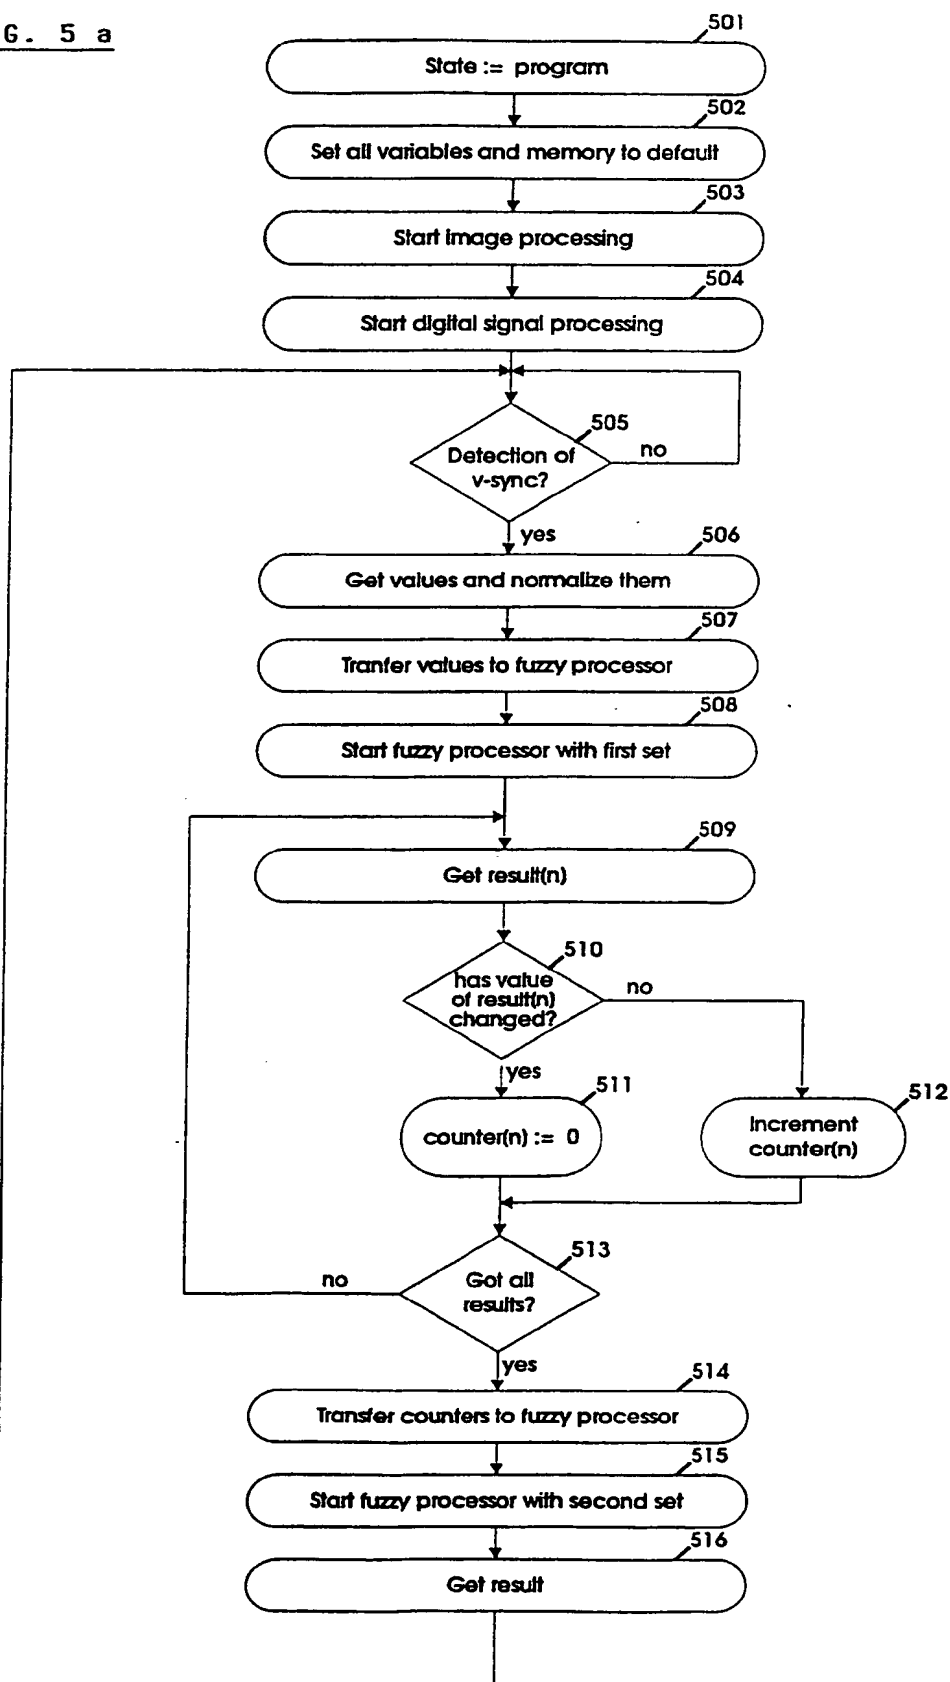 G. 5 a
501
State := program
502
Set all variables and memory to default
503
Start image processing
504
Start digital signal processing
505
Detection of
v-sync?
no
yes
506
Get values and normalize them
507
Tranfer values to fuzzy processor
508
Start fuzzy processor with first set
509
Get result(n)
510
has value
of result(n)
changed?
no
yes
511
counter(n) := 0
512
Increment
counter(n)
513
Got all
results?
no
yes
514
Transfer counters to fuzzy processor
515
Start fuzzy processor with second set
516
Get result